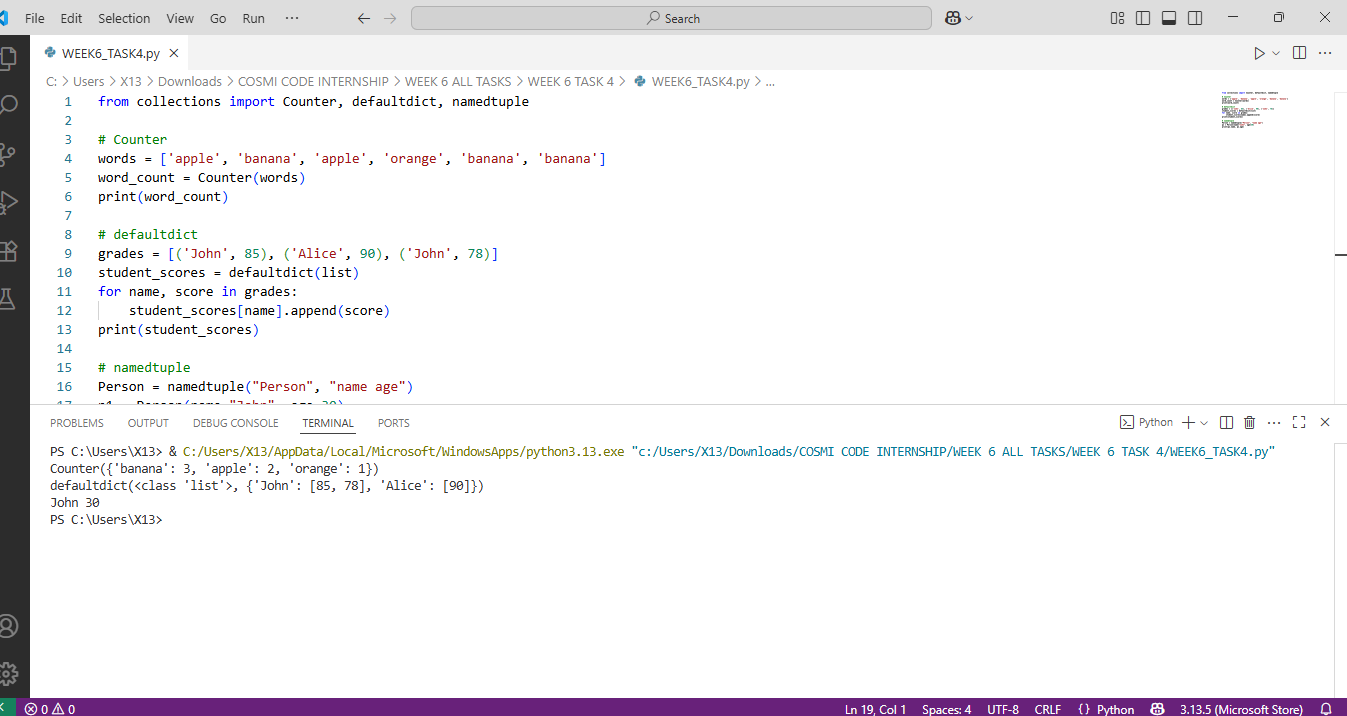 File Edit Selection View Go Run ··· Search
WEEK6_TASK4.py
C: > Users > X13 > Downloads > COSMI CODE INTERNSHIP > WEEK 6 ALL TASKS > WEEK 6 TASK 4 > WEEK6_TASK4.py > ...
1 from collections import Counter, defaultdict, namedtuple
2
3 # Counter
4 words = ['apple', 'banana', 'apple', 'orange', 'banana', 'banana']
5 word_count = Counter(words)
6 print(word_count)
7
8 # defaultdict
9 grades = [('John', 85), ('Alice', 90), ('John', 78)]
10 student_scores = defaultdict(list)
11 for name, score in grades:
12     student_scores[name].append(score)
13 print(student_scores)
14
15 # namedtuple
16 Person = namedtuple("Person", "name age")
PROBLEMS OUTPUT DEBUG CONSOLE TERMINAL PORTS Python
PS C:\Users\X13> & C:/Users/X13/AppData/Local/Microsoft/WindowsApps/python3.13.exe "c:/Users/X13/Downloads/COSMI CODE INTERNSHIP/WEEK 6 ALL TASKS/WEEK 6 TASK 4/WEEK6_TASK4.py"
Counter({'banana': 3, 'apple': 2, 'orange': 1})
defaultdict(<class 'list'>, {'John': [85, 78], 'Alice': [90]})
John 30
PS C:\Users\X13>
0 0 Ln 19, Col 1 Spaces: 4 UTF-8 CRLF {} Python 3.13.5 (Microsoft Store)